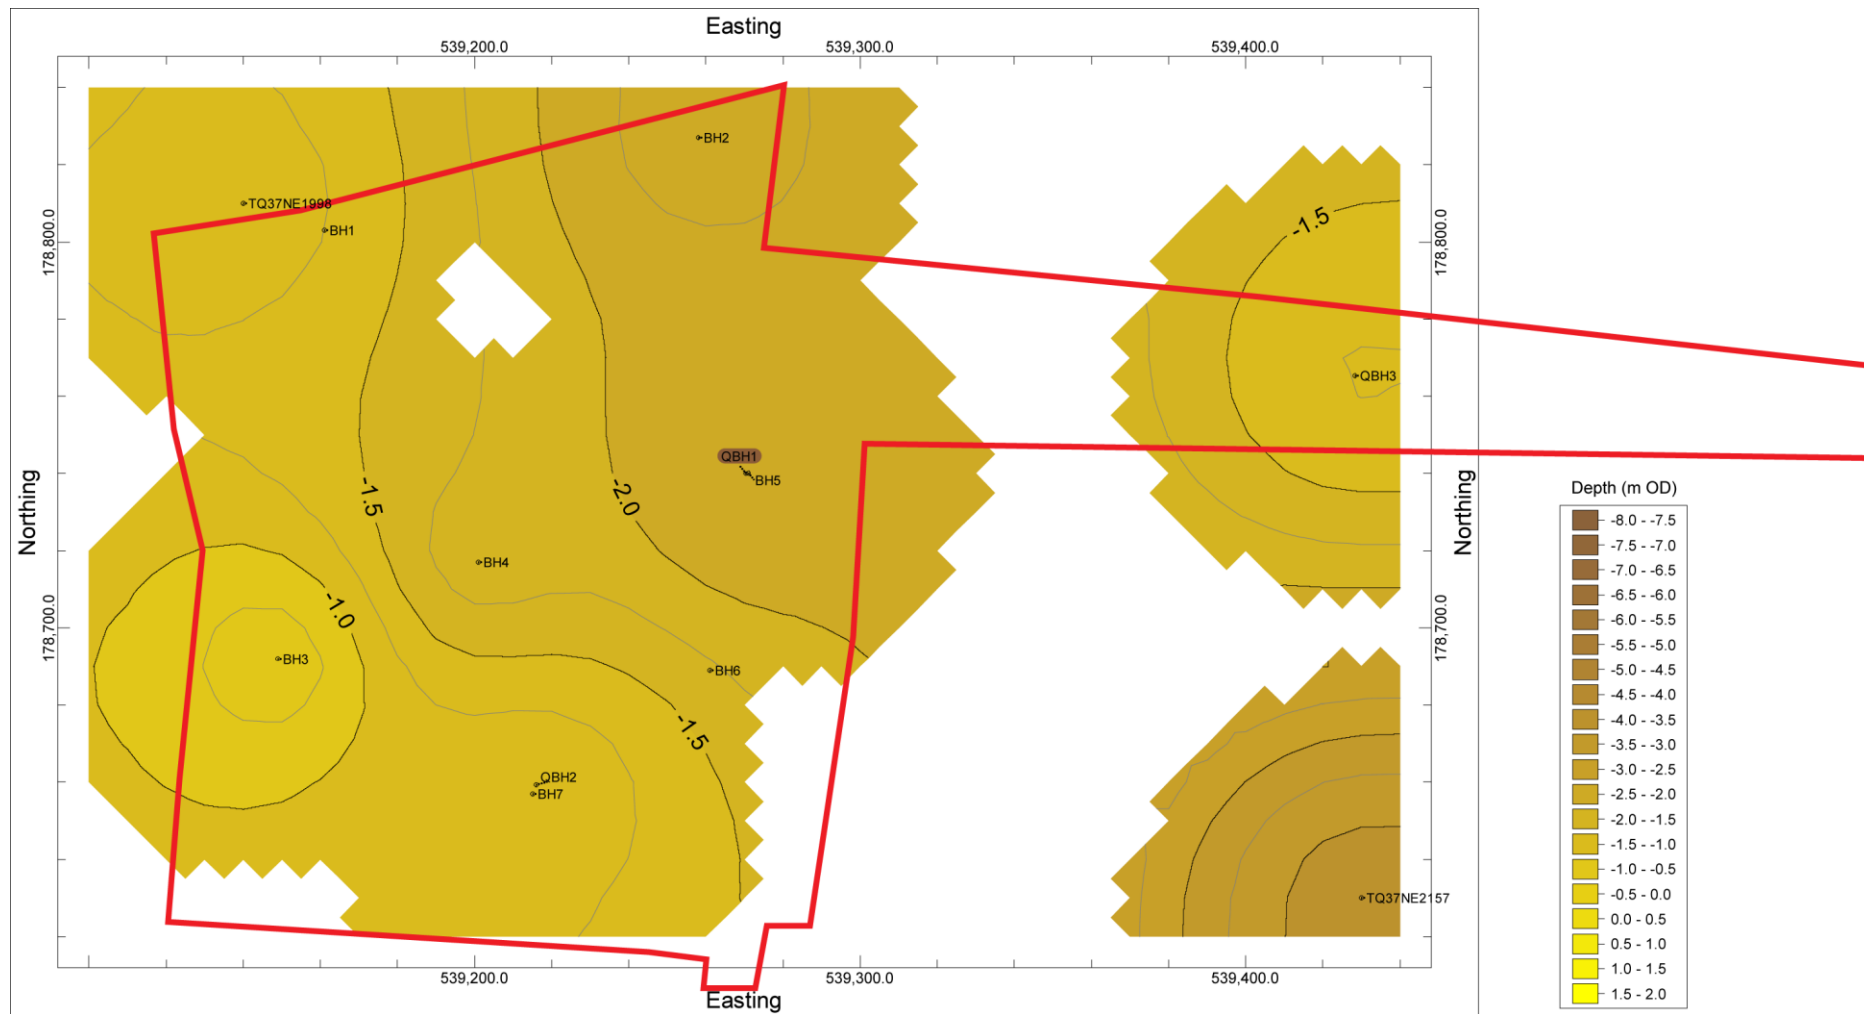 Easting
539,200.0 539,300.0 539,400.0
BH2
TQ37NE1998
BH1
178,800.0
-1.5
178,800.0
QBH3
QBH1
BH5
-1.5
-2.0
Northing
Northing
BH4
178,700.0
-1.0
178,700.0
BH3
BH6
-1.5
QBH2
BH7
TQ37NE2157
539,200.0 539,300.0 539,400.0
Easting
Depth (m OD)
-8.0 - -7.5
-7.5 - -7.0
-7.0 - -6.5
-6.5 - -6.0
-6.0 - -5.5
-5.5 - -5.0
-5.0 - -4.5
-4.5 - -4.0
-4.0 - -3.5
-3.5 - -3.0
-3.0 - -2.5
-2.5 - -2.0
-2.0 - -1.5
-1.5 - -1.0
-1.0 - -0.5
-0.5 - 0.0
0.0 - 0.5
0.5 - 1.0
1.0 - 1.5
1.5 - 2.0